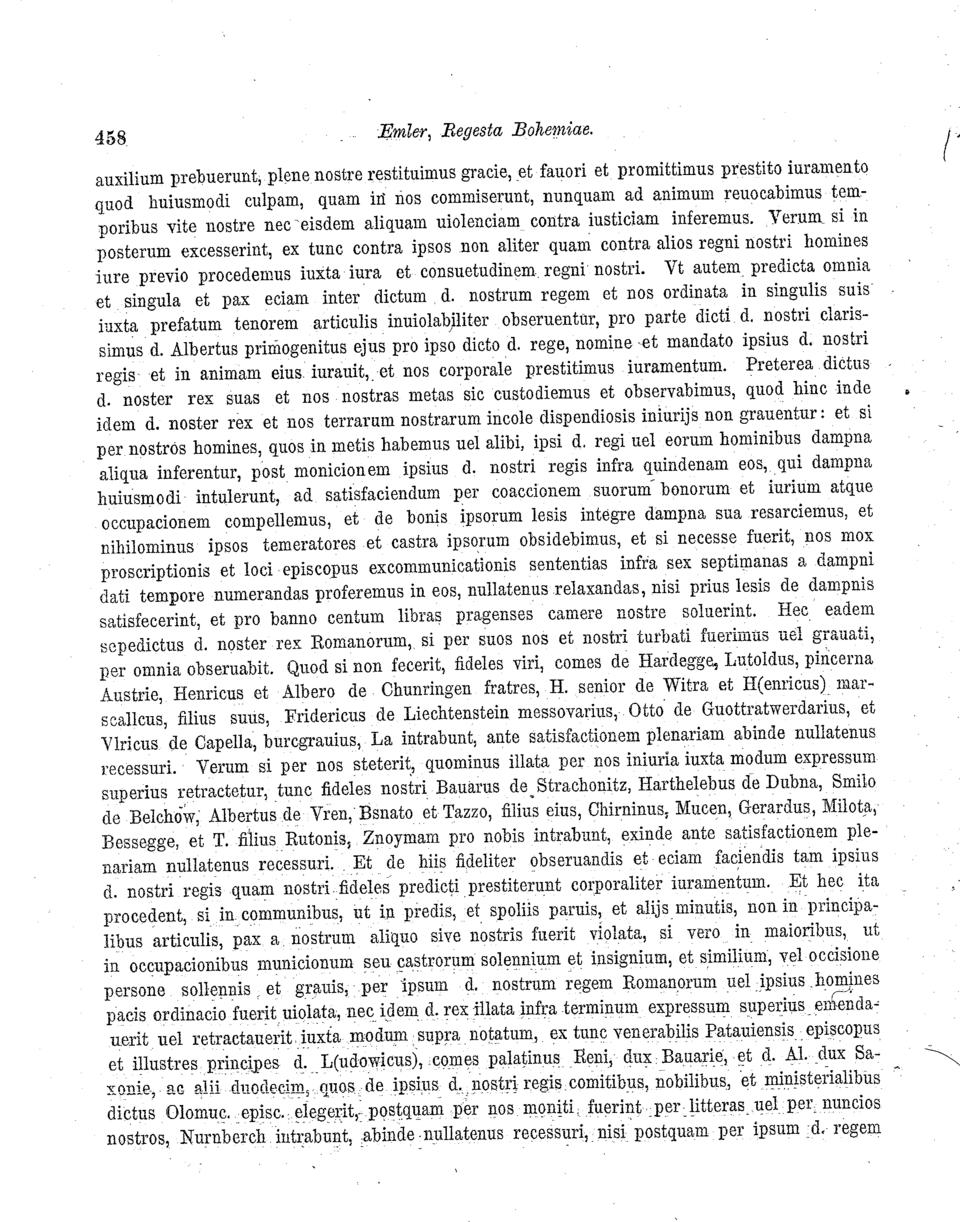 458
Emler, Regesta Bohemiae.
auxilium prebuerunt, plene nostre restituimus gracie, et fauori et promittimus prestito iuramento
quod huiusmodi culpam, quam in nos commiserunt, nunquam ad animum reuocabimus tem-
poribus vite nostre nec eisdem aliquam uiolenciam contra iusticiam inferemus. Verum si in
posterum excesserint, ex tunc contra ipsos non aliter quam contra alios regni nostri homines
iure previo procedemus iuxta iura et consuetudinem regni nostri. Vt autem predicta omnia
et singula et pax eciam inter dictum d. nostrum regem et nos ordinata in singulis suis
iuxta prefatum tenorem articulis inuiolabiliter obseruentur, pro parte dicti d. nostri claris-
simus d. Albertus primogenitus ejus pro ipso dicto d. rege, nomine et mandato ipsius d. nostri
regis et in animam eius iurauit, et nos corporale prestitimus iuramentum. Preterea dictus
d. noster rex suas et nos nostras metas sic custodiemus et observabimus, quod hinc inde
idem d. noster rex et nos terrarum nostrarum incole dispendiosis iniurijs non grauentur: et si
per nostros homines, quos in metis habemus uel alibi, ipsi d. regi uel eorum hominibus dampna
aliqua inferentur, post monicionem ipsius d. nostri regis infra quindenam eos, qui dampna
huiusmodi intulerunt, ad satisfaciendum per coaccionem suorum bonorum et iurium atque
occupacionem compellemus, et de bonis ipsorum lesis integre dampna sua resarciemus, et
nihilominus ipsos temeratores et castra ipsorum obsidebimus, et si necesse fuerit, nos mox
proscriptionis et loci episcopus excommunicationis sententias infra sex septimanas a dampni
dati tempore numerandas proferemus in eos, nullatenus relaxandas, nisi prius lesis de dampnis
satisfecerint, et pro banno centum libras pragenses camere nostre soluerint. Hec eadem
sepedictus d. noster rex Romanorum, si per suos nos et nostri turbati fuerimus uel grauati,
per omnia obseruabit. Quod si non fecerit, fideles viri, comes de Hardegge, Lutoldus, pincerna
Austrie, Henricus et Albero de Chunringen fratres, H. senior de Witra et H(enricus) mar-
scallcus, filius suus, Fridericus de Liechtenstein messovarius, Otto de Guottratwerdarius, et
Vlricus de Capella, burcgrauius, La intrabunt, ante satisfactionem plenariam abinde nullatenus
recessuri. Verum si per nos steterit, quominus illata per nos iniuria iuxta modum expressum
superius retractetur, tunc fideles nostri Bauarus de Strachonitz, Harthelebus de Dubna, Smilo
de Belchow, Albertus de Vren, Bsnato et Tazzo, filius eius, Chirninus, Mucen, Gerardus, Milota,
Bessegge, et T. filius Rutonis, Znoymam pro nobis intrabunt, exinde ante satisfactionem ple-
nariam nullatenus recessuri. Et de hiis fideliter obseruandis et eciam faciendis tam ipsius
d. nostri regis quam nostri fideles predicti prestiterunt corporaliter iuramentum. Et hec ita
procedent, si in communibus, ut in predis, et spoliis paruis, et alijs minutis, non in principa-
libus articulis, pax a nostrum aliquo sive nostris fuerit violata, si vero in maioribus, ut
in occupacionibus municionum seu castrorum solennium et insignium, et similium, vel occisione
persone sollennis et grauis, per ipsum d. nostrum regem Romanorum uel ipsius homines
pacis ordinacio fuerit uiolata, nec idem d. rex illata infra terminum expressum superius emenda-
uerit uel retractauerit iuxta modum supra notatum, ex tunc venerabilis Patauiensis episcopus
et illustres principes d. L(udowicus), comes palatinus Reni, dux Bauarie, et d. Al. dux Sa-
xonie, ac alii duodecim, quos de ipsius d. nostri regis comitibus, nobilibus, et ministerialibus
dictus Olomuc. episc. elegerit, postquam per nos moniti fuerint per litteras uel per nuncios
nostros, Nurnberch intrabunt, abinde nullatenus recessuri, nisi postquam per ipsum d. regem